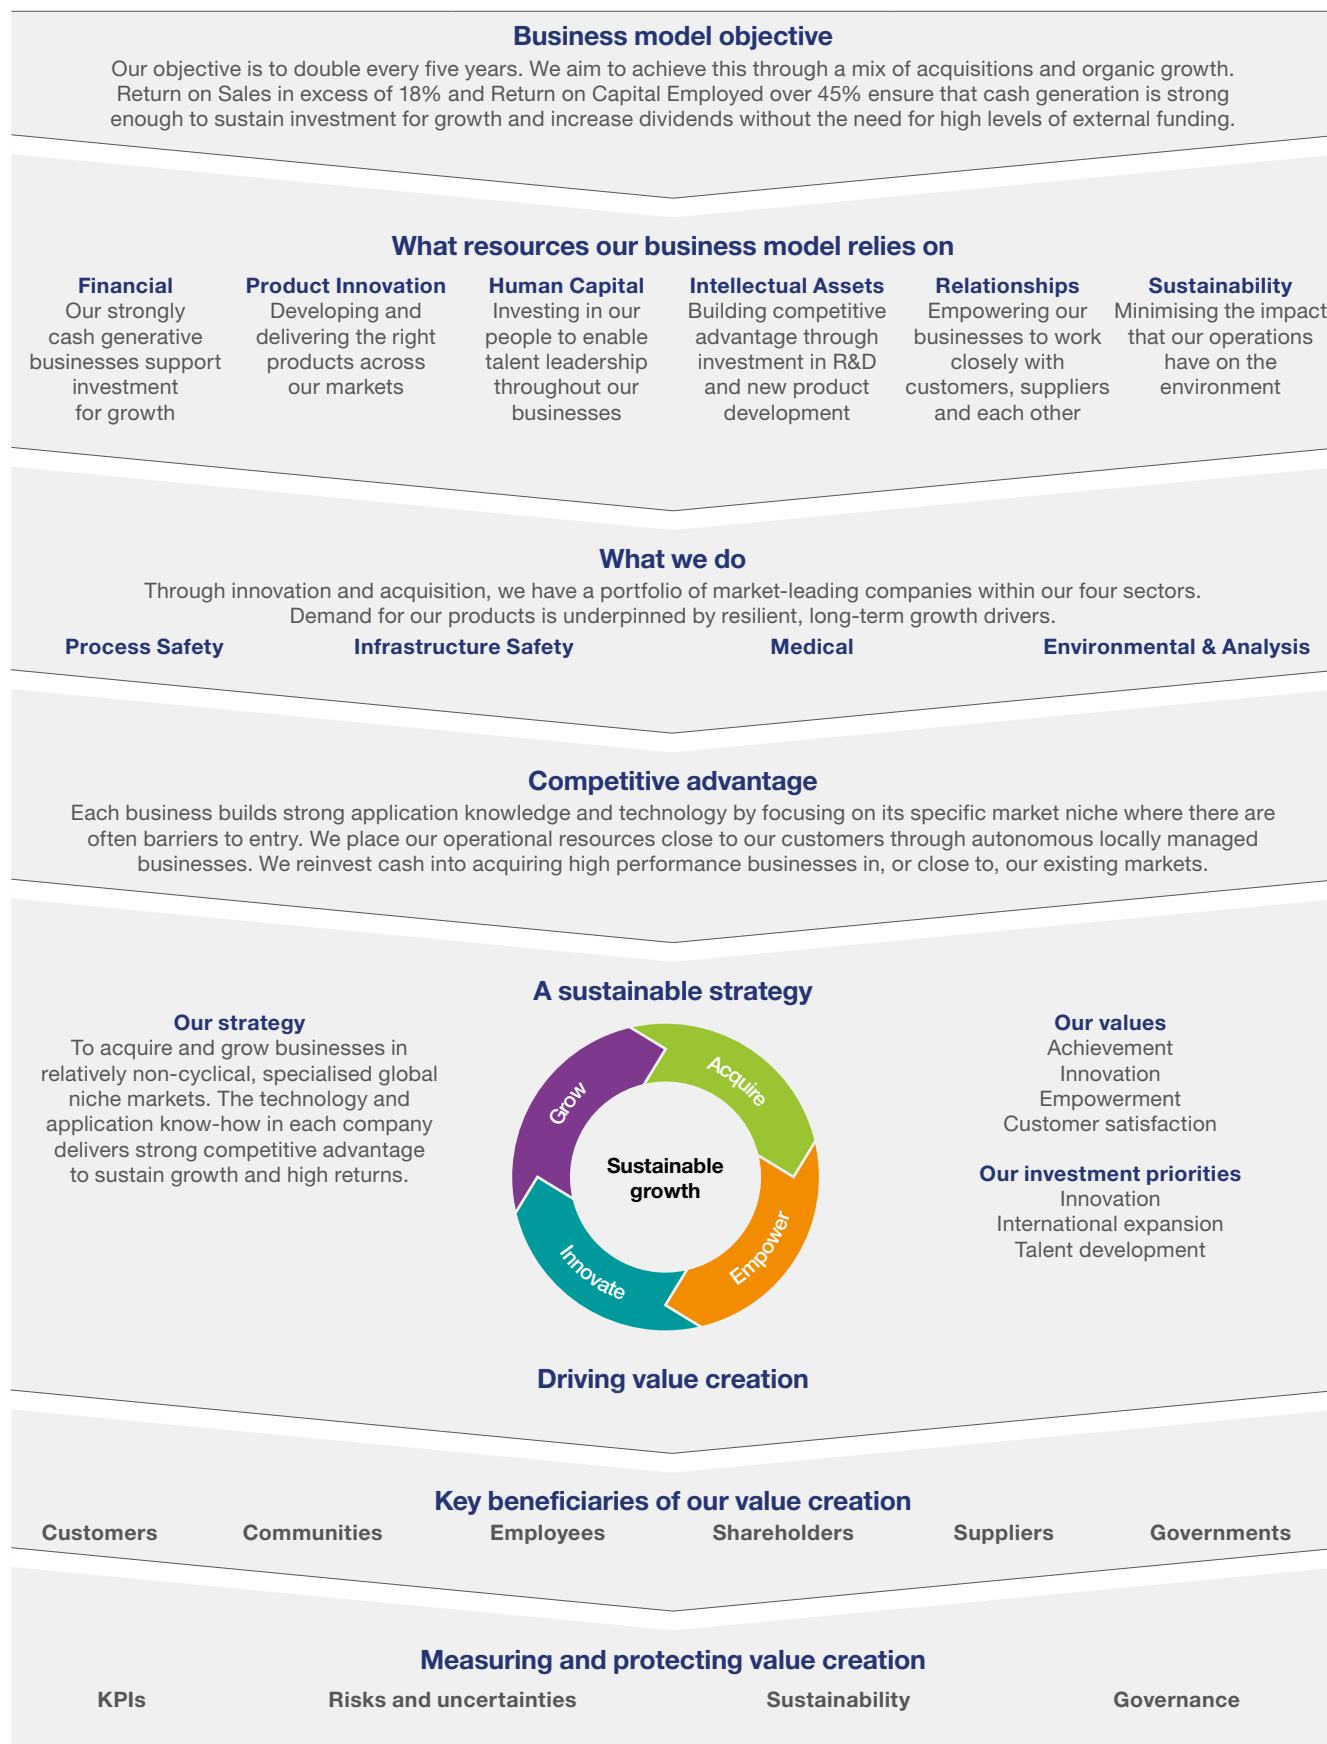 Business model objective
Our objective is to double every five years. We aim to achieve this through a mix of acquisitions and organic growth.
Return on Sales in excess of 18% and Return on Capital Employed over 45% ensure that cash generation is strong
enough to sustain investment for growth and increase dividends without the need for high levels of external funding.
What resources our business model relies on
Financial
Our strongly
cash generative
businesses support
investment
for growth
Product Innovation
Developing and
delivering the right
products across
our markets
Human Capital
Investing in our
people to enable
talent leadership
throughout our
businesses
Intellectual Assets
Building competitive
advantage through
investment in R&D
and new product
development
Relationships
Empowering our
businesses to work
closely with
customers, suppliers
and each other
Sustainability
Minimising the impact
that our operations
have on the
environment
What we do
Through innovation and acquisition, we have a portfolio of market-leading companies within our four sectors.
Demand for our products is underpinned by resilient, long-term growth drivers.
Process Safety
Infrastructure Safety
Medical
Environmental & Analysis
Competitive advantage
Each business builds strong application knowledge and technology by focusing on its specific market niche where there are
often barriers to entry. We place our operational resources close to our customers through autonomous locally managed
businesses. We reinvest cash into acquiring high performance businesses in, or close to, our existing markets.
A sustainable strategy
Our strategy
To acquire and grow businesses in
relatively non-cyclical, specialised global
niche markets. The technology and
application know-how in each company
delivers strong competitive advantage
to sustain growth and high returns.
Grow
Acquire
Empower
Innovate
Sustainable
growth
Our values
Achievement
Innovation
Empowerment
Customer satisfaction
Our investment priorities
Innovation
International expansion
Talent development
Driving value creation
Key beneficiaries of our value creation
Customers
Communities
Employees
Shareholders
Suppliers
Governments
Measuring and protecting value creation
KPIs
Risks and uncertainties
Sustainability
Governance